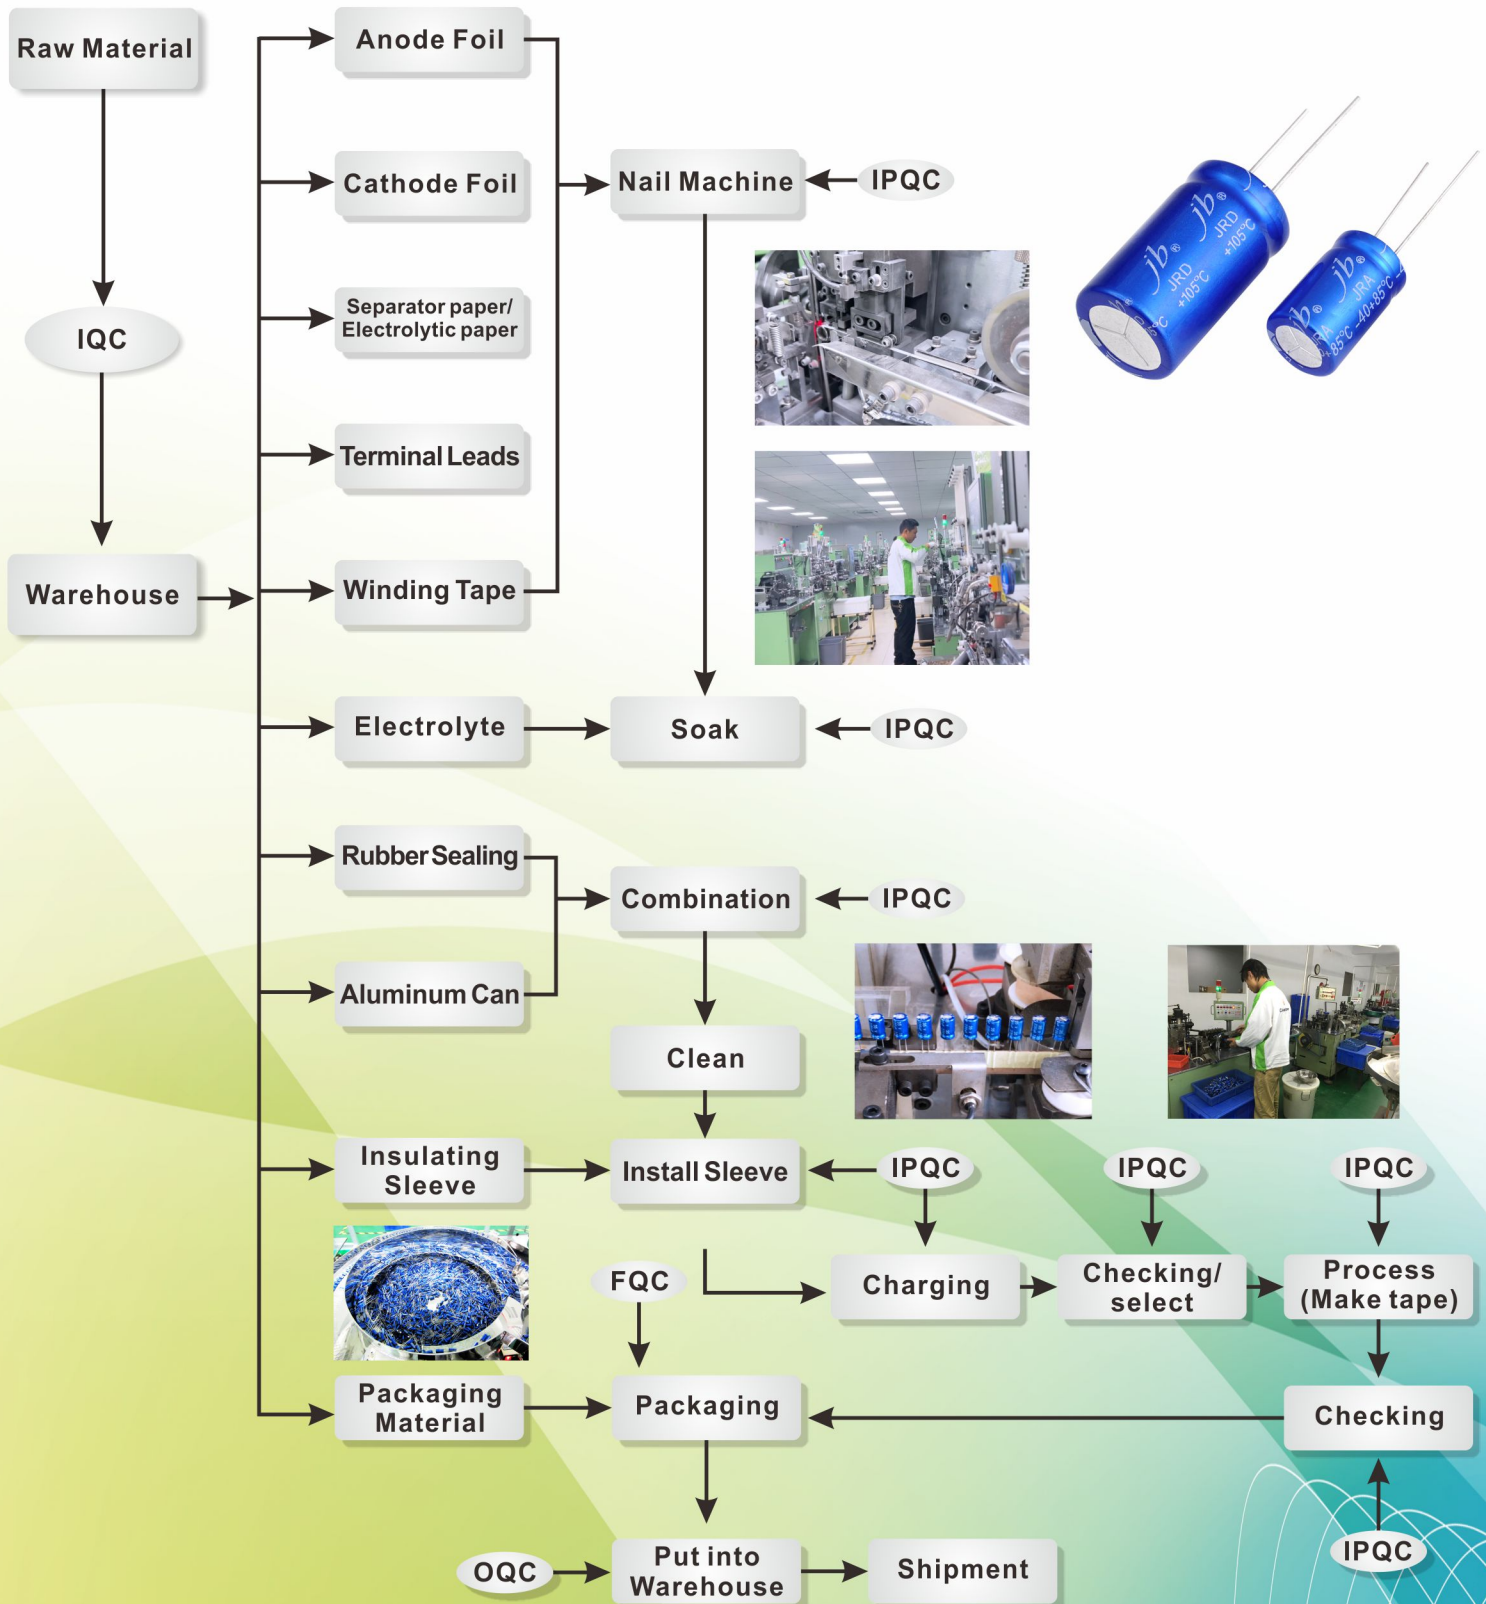 Raw Material
IQC
Warehouse
Anode Foil
Cathode Foil
Separator paper/
Electrolytic paper
Terminal Leads
Winding Tape
Electrolyte
Rubber Sealing
Aluminum Can
Insulating
Sleeve
Packaging
Material
Nail Machine
IPQC
Soak
IPQC
Combination
IPQC
Clean
Install Sleeve
IPQC
IPQC
IPQC
Charging
Checking/
select
Process
(Make tape)
FQC
Packaging
Checking
IPQC
OQC
Put into
Warehouse
Shipment
jb® jb®
JRD JRD
+105°C +105°C
jb® jb®
JRA
-40+85°C